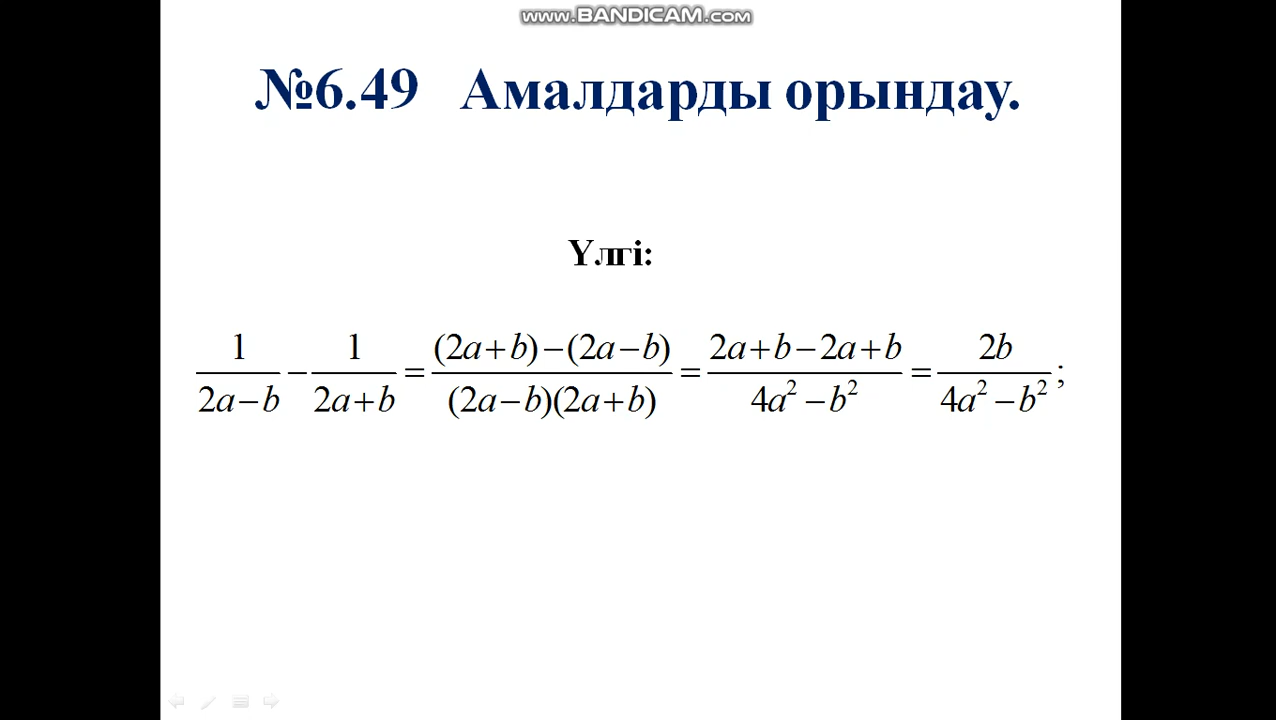 www.BANDICAM.com
№6.49 Амалдарды орындау.
Үлгі:
1/(2a−b) − 1/(2a+b) = ((2a+b)−(2a−b))/((2a−b)(2a+b)) = (2a+b−2a+b)/(4a²−b²) = 2b/(4a²−b²);